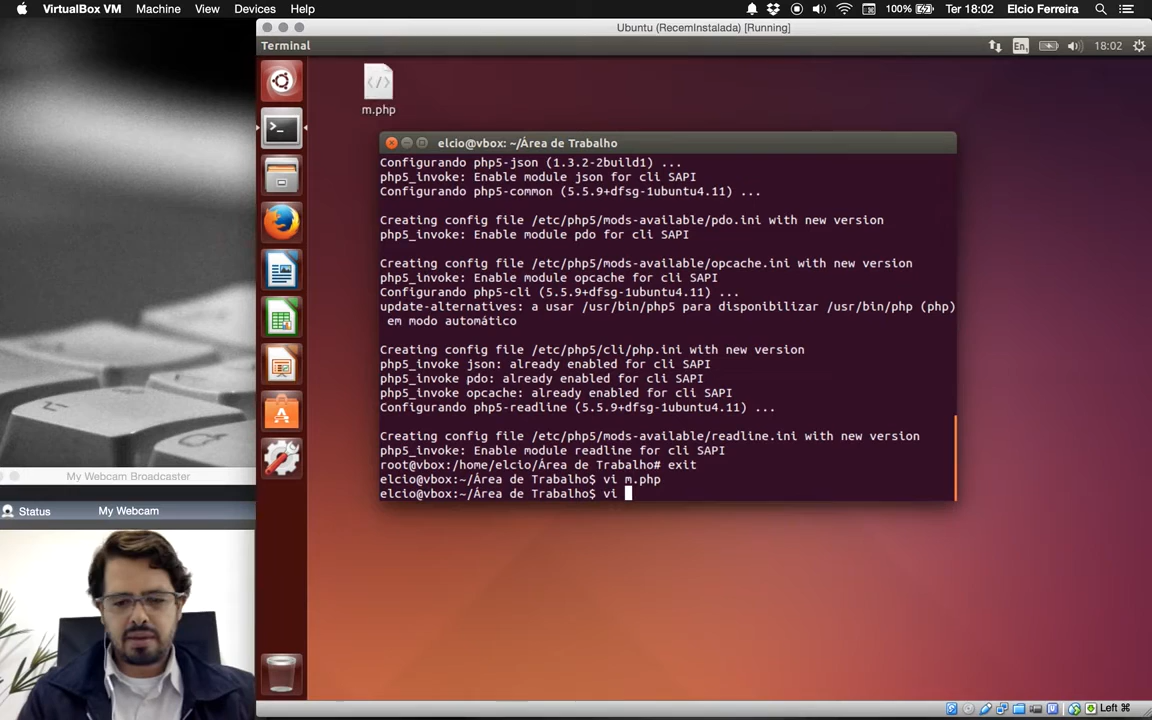 VirtualBox VM Machine View Devices Help 100% Ter 18:02 Elcio Ferreira
Ubuntu (RecemInstalada) [Running]
Terminal En 18:02
m.php
elcio@vbox: ~/Área de Trabalho
Configurando php5-json (1.3.2-2build1) ...
php5_invoke: Enable module json for cli SAPI
Configurando php5-common (5.5.9+dfsg-1ubuntu4.11) ...
Creating config file /etc/php5/mods-available/pdo.ini with new version
php5_invoke: Enable module pdo for cli SAPI
Creating config file /etc/php5/mods-available/opcache.ini with new version
php5_invoke: Enable module opcache for cli SAPI
Configurando php5-cli (5.5.9+dfsg-1ubuntu4.11) ...
update-alternatives: a usar /usr/bin/php5 para disponibilizar /usr/bin/php (php)
em modo automático
Creating config file /etc/php5/cli/php.ini with new version
php5_invoke json: already enabled for cli SAPI
php5_invoke pdo: already enabled for cli SAPI
php5_invoke opcache: already enabled for cli SAPI
Configurando php5-readline (5.5.9+dfsg-1ubuntu4.11) ...
Creating config file /etc/php5/mods-available/readline.ini with new version
php5_invoke: Enable module readline for cli SAPI
root@vbox:/home/elcio/Área de Trabalho# exit
elcio@vbox:~/Área de Trabalho$ vi m.php
elcio@vbox:~/Área de Trabalho$ vi
My Webcam Broadcaster
Status My Webcam
Left ⌘